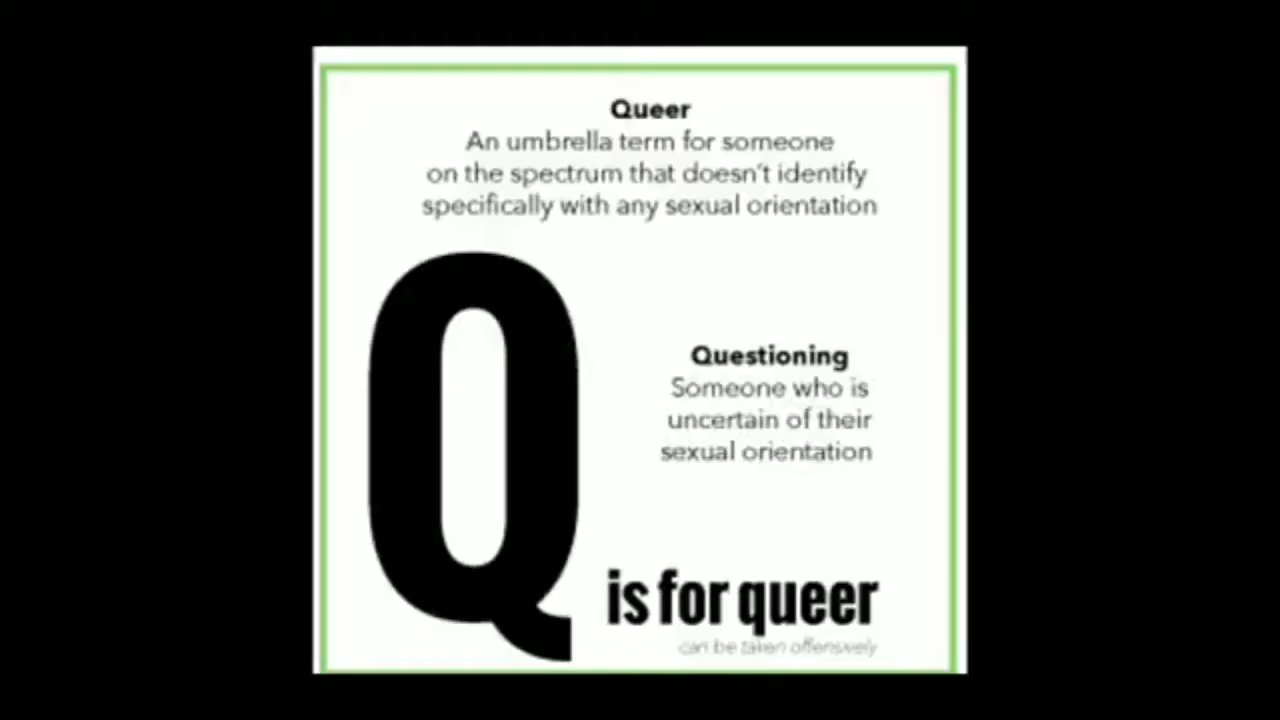 Queer
An umbrella term for someone
on the spectrum that doesn't identify
specifically with any sexual orientation
Questioning
Someone who is
uncertain of their
sexual orientation
Q is for queer
can be taken offensively